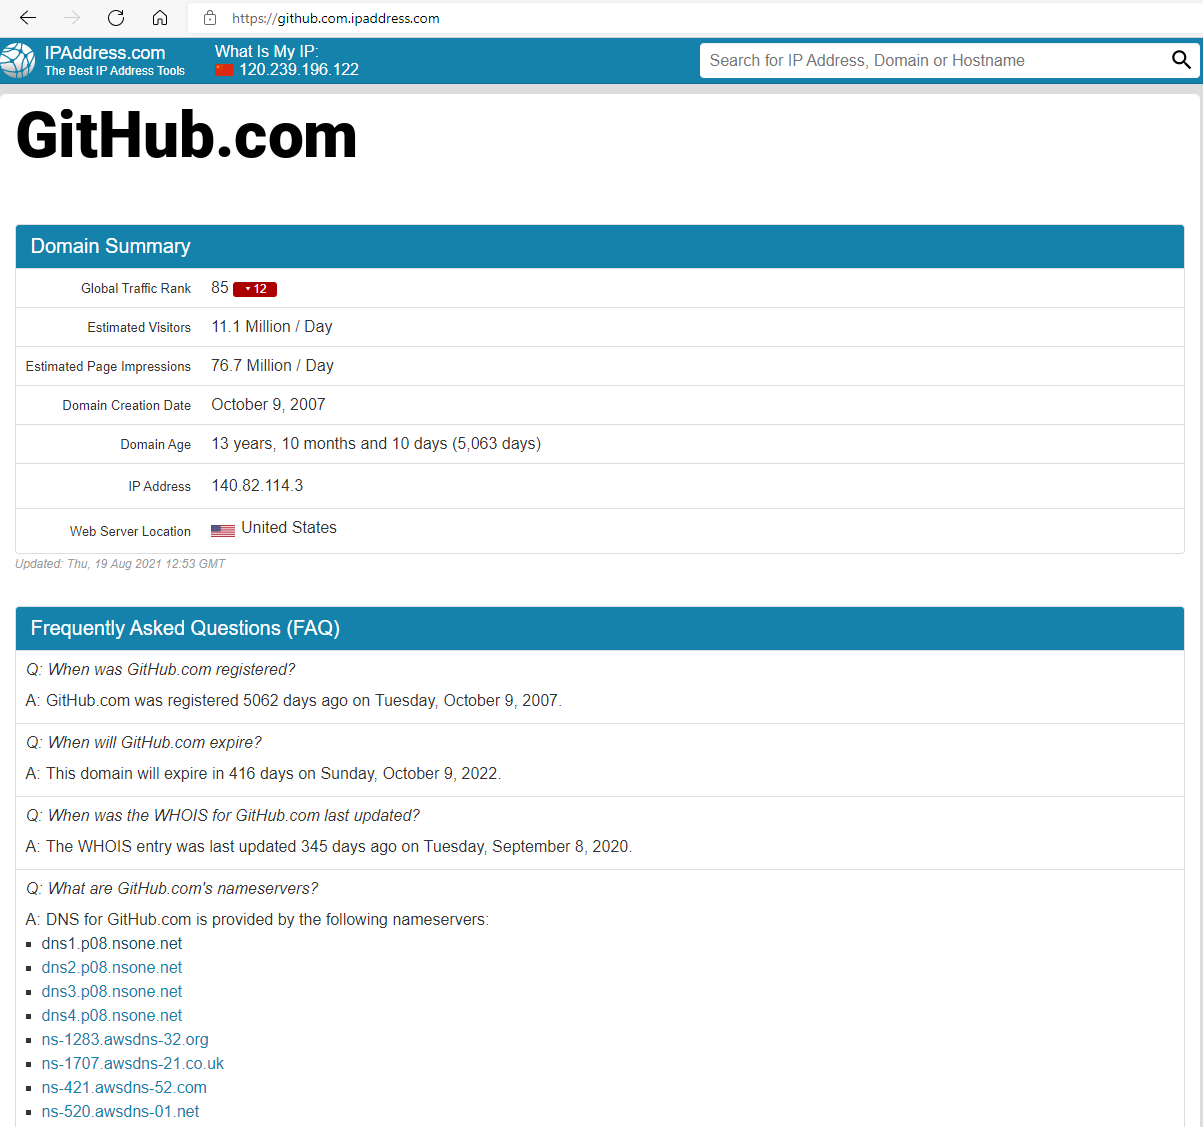 https://github.com.ipaddress.com
IPAddress.com
The Best IP Address Tools
What Is My IP:
120.239.196.122
Search for IP Address, Domain or Hostname
GitHub.com
Domain Summary
Global Traffic Rank 85 12
Estimated Visitors 11.1 Million / Day
Estimated Page Impressions 76.7 Million / Day
Domain Creation Date October 9, 2007
Domain Age 13 years, 10 months and 10 days (5,063 days)
IP Address 140.82.114.3
Web Server Location United States
Updated: Thu, 19 Aug 2021 12:53 GMT
Frequently Asked Questions (FAQ)
Q: When was GitHub.com registered?
A: GitHub.com was registered 5062 days ago on Tuesday, October 9, 2007.
Q: When will GitHub.com expire?
A: This domain will expire in 416 days on Sunday, October 9, 2022.
Q: When was the WHOIS for GitHub.com last updated?
A: The WHOIS entry was last updated 345 days ago on Tuesday, September 8, 2020.
Q: What are GitHub.com's nameservers?
A: DNS for GitHub.com is provided by the following nameservers:
dns1.p08.nsone.net
dns2.p08.nsone.net
dns3.p08.nsone.net
dns4.p08.nsone.net
ns-1283.awsdns-32.org
ns-1707.awsdns-21.co.uk
ns-421.awsdns-52.com
ns-520.awsdns-01.net